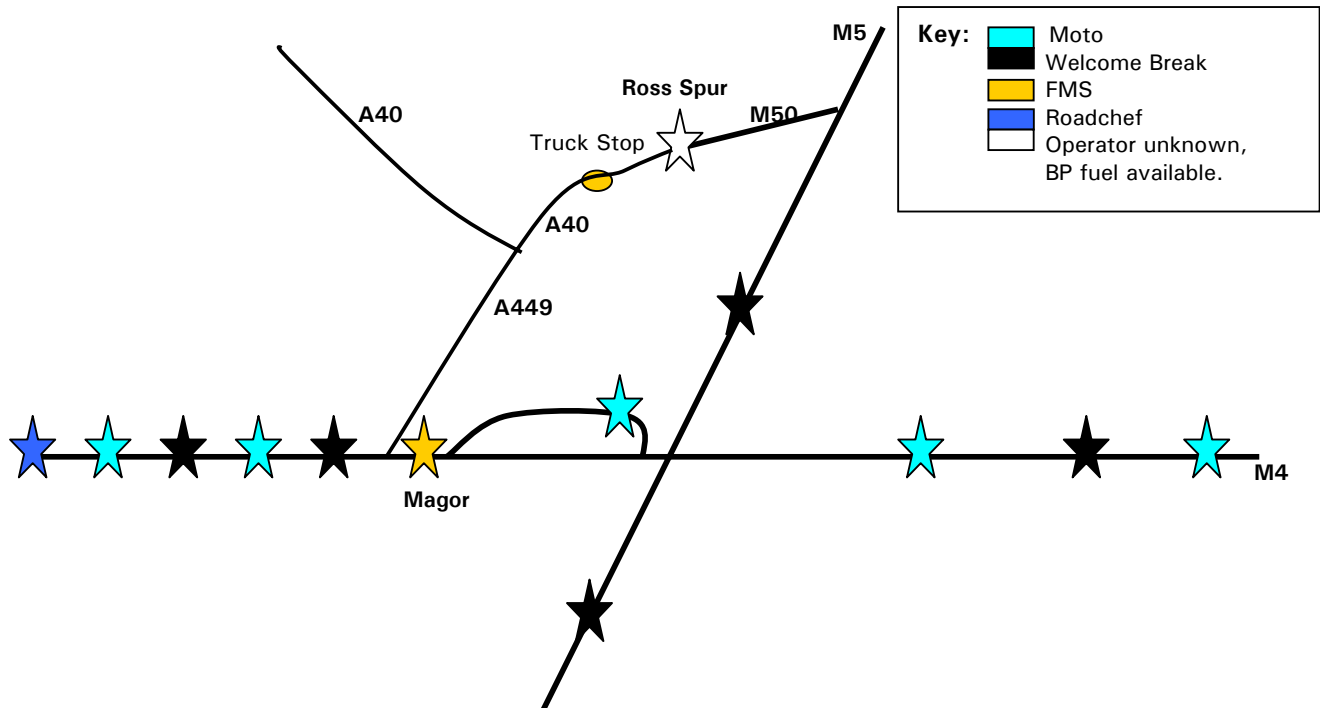 M5
Key:
Moto
Welcome Break
FMS
Roadchef
Operator unknown,
BP fuel available.
Ross Spur
A40
M50
Truck Stop
A40
A449
Magor
M4